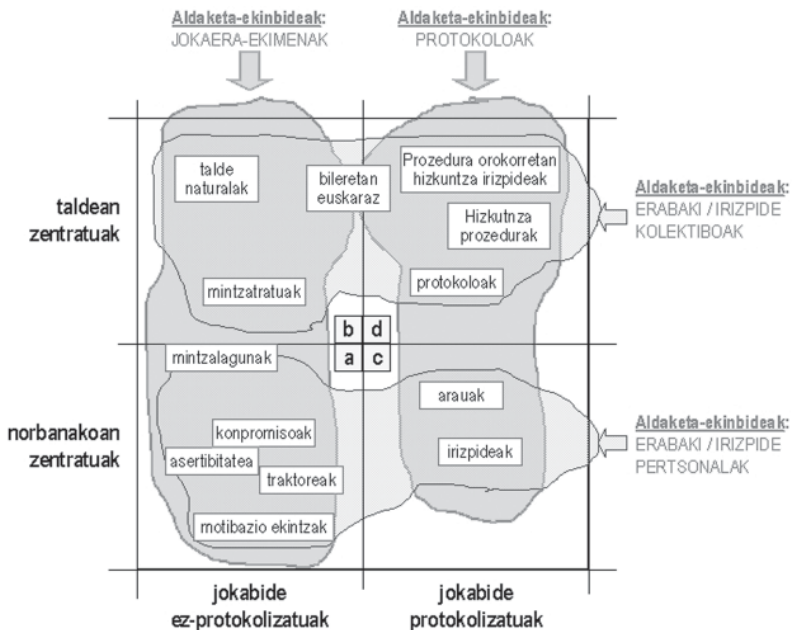 Aldaketa-ekinbideak:
JOKAERA-EKIMENAK
Aldaketa-ekinbideak:
PROTOKOLOAK
talde
naturalak
bileretan
euskaraz
Prozedura orokorretan
hizkuntza irizpideak
Hizkutnza
prozedurak
protokoloak
mintzatratuak
taldean
zentratuak
Aldaketa-ekinbideak:
ERABAKI / IRIZPIDE
KOLEKTIBOAK
b d
a c
mintzalagunak
konpromisoak
asertibitatea
traktoreak
motibazio ekintzak
arauak
irizpideak
norbanakoan
zentratuak
Aldaketa-ekinbideak:
ERABAKI / IRIZPIDE
PERTSONALAK
jokabide
ez-protokolizatuak
jokabide
protokolizatuak